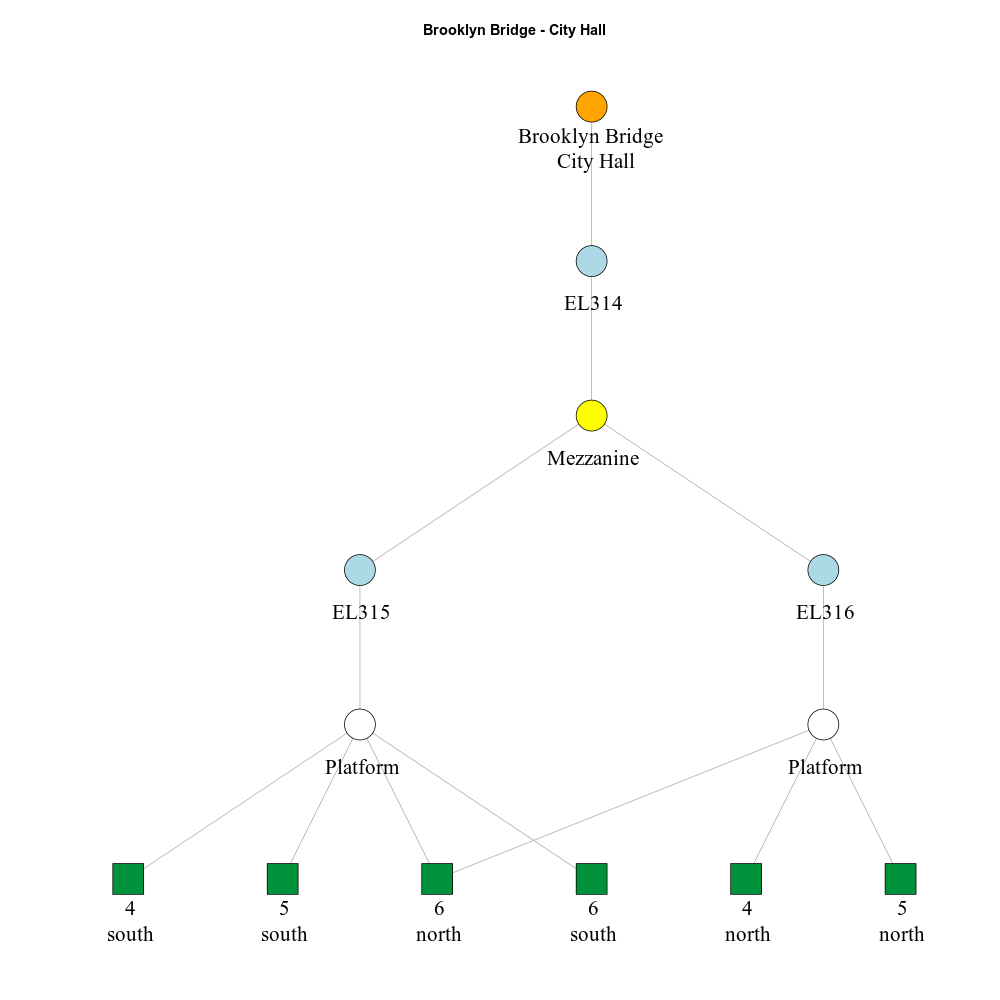 Brooklyn Bridge - City Hall
Brooklyn Bridge
City Hall
EL314
Mezzanine
EL315
EL316
Platform
Platform
4
south
5
south
6
north
6
south
4
north
5
north